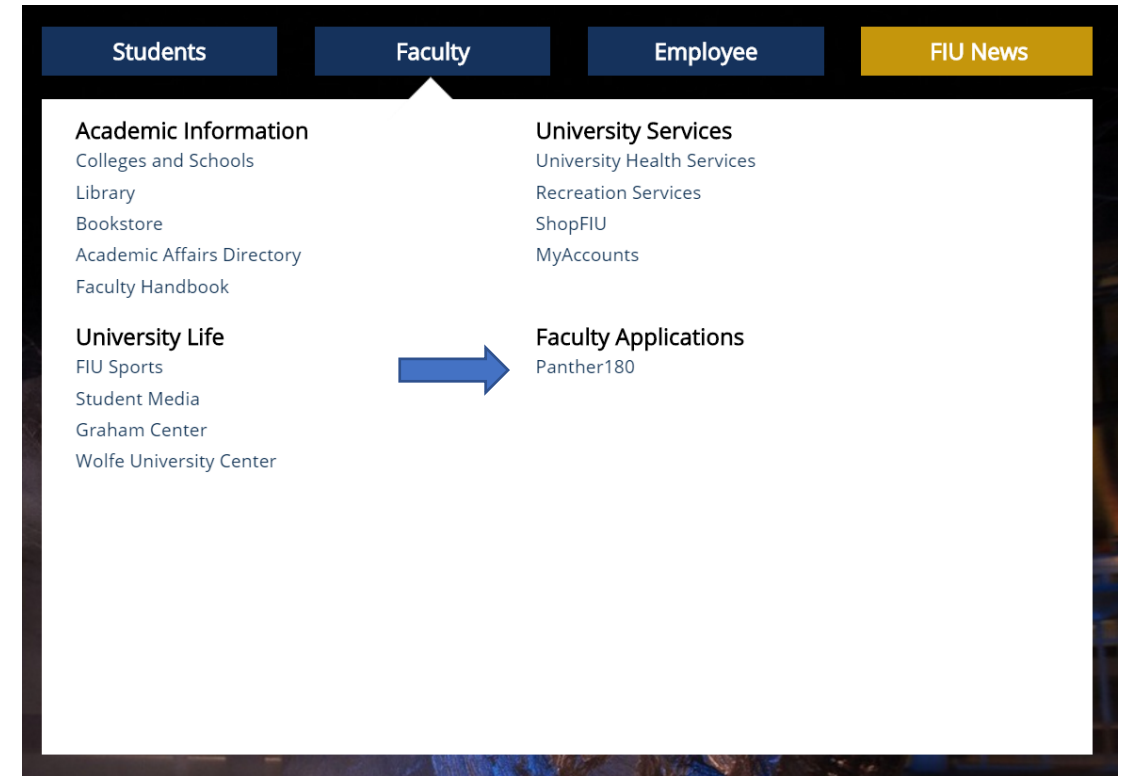 Students
Faculty
Employee
FIU News
Academic Information
Colleges and Schools
Library
Bookstore
Academic Affairs Directory
Faculty Handbook
University Services
University Health Services
Recreation Services
ShopFIU
MyAccounts
University Life
FIU Sports
Student Media
Graham Center
Wolfe University Center
Faculty Applications
Panther180